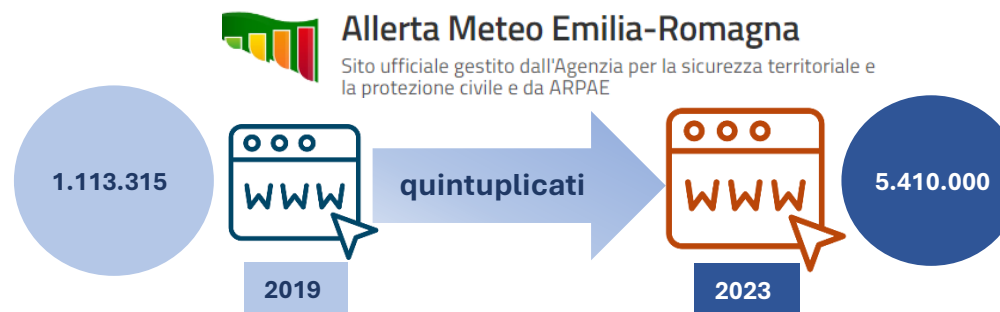 Allerta Meteo Emilia-Romagna
Sito ufficiale gestito dall'Agenzia per la sicurezza territoriale e
la protezione civile e da ARPAE
1.113.315
WWW
quintuplicati
WWW
5.410.000
2019
2023